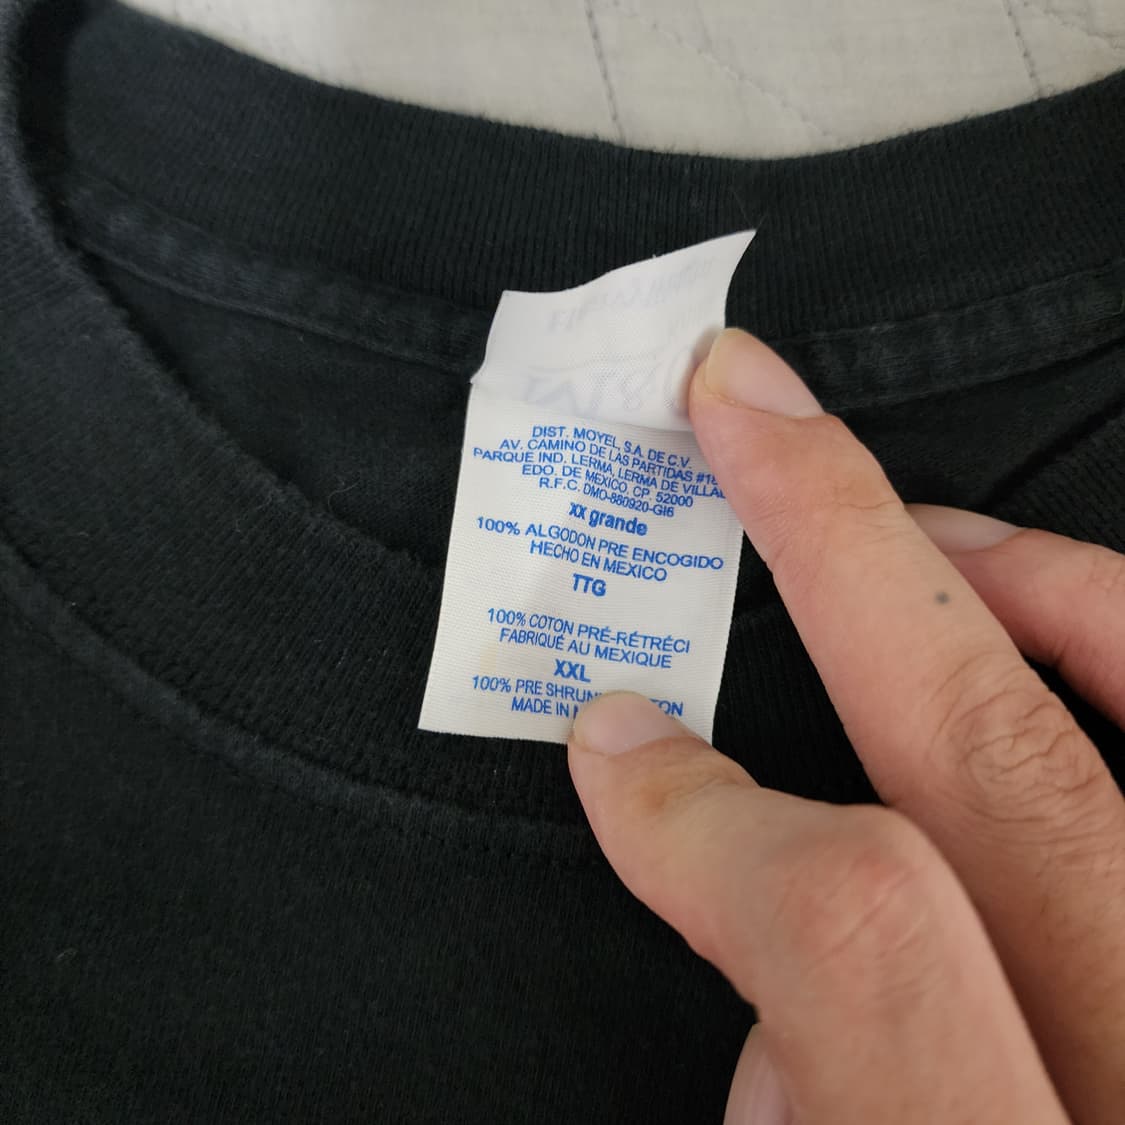 DIST. MOYEL, S.A. DE C.V.
AV. CAMINO DE LAS PARTIDAS
PARQUE IND. LERMA, LERMA DE
EDO. DE MEXICO, CP. 52000
R.F.C. DMO-880920-GI6
xx grande
100% ALGODON PRE ENCOGIDO
HECHO EN MEXICO
TTG
100% COTON PRÉ-RÉTRÉCI
FABRIQUÉ AU MEXIQUE
XXL
100% PRE
MADE IN